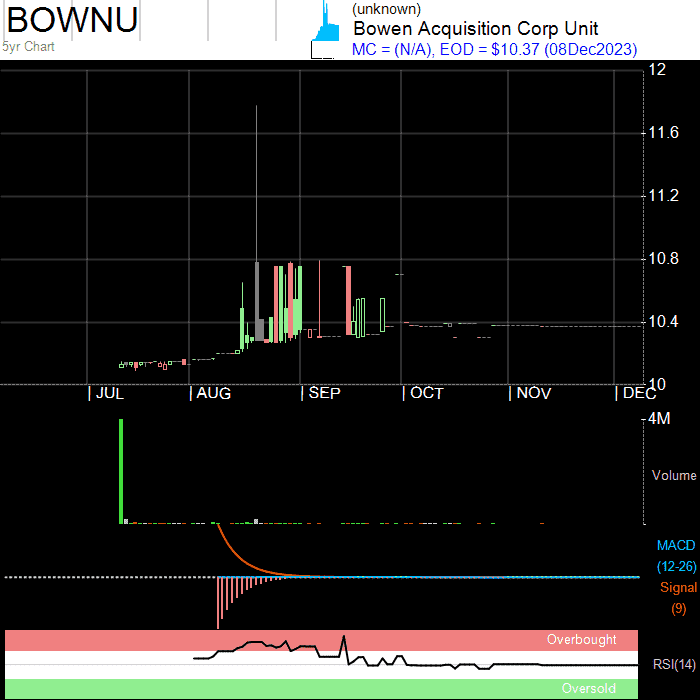 BOWNU
5yr Chart
(unknown)
Bowen Acquisition Corp Unit
MC = (N/A), EOD = $10.37 (08Dec2023)
12
11.6
11.2
10.8
10.4
10
JUL AUG SEP OCT NOV DEC
4M
Volume
MACD
(12-26)
Signal
(9)
Overbought
RSI(14)
Oversold